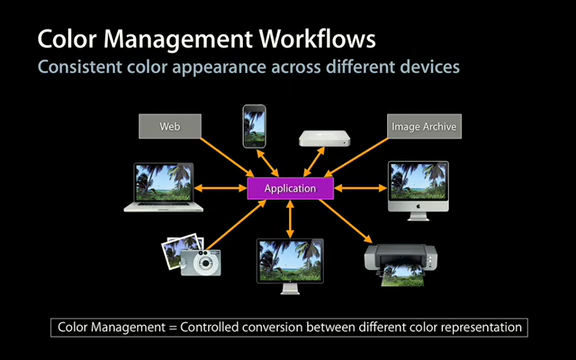 Color Management Workflows
Consistent color appearance across different devices
Web
Image Archive
Application
Color Management = Controlled conversion between different color representation